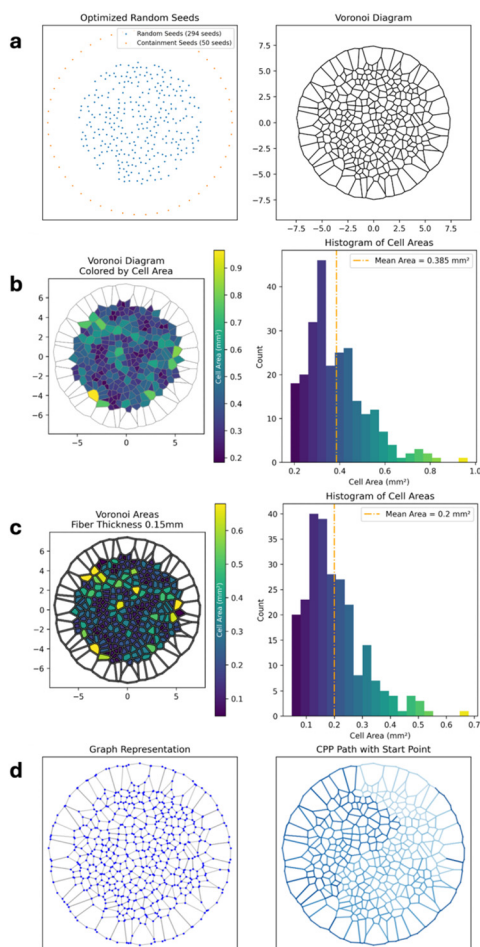 a
Optimized Random Seeds
Random Seeds (294 seeds)
Containment Seeds (50 seeds)
Voronoi Diagram
7.5
5.0
2.5
0.0
−2.5
−5.0
−7.5
−7.5 −5.0 −2.5 0.0 2.5 5.0 7.5
b
Voronoi Diagram
Colored by Cell Area
6
4
2
0
−2
−4
−6
−5 0 5
0.9
0.8
0.7
0.6
0.5
0.4
0.3
0.2
Cell Area (mm²)
Histogram of Cell Areas
Mean Area = 0.385 mm²
40
30
20
10
0
Count
0.2 0.4 0.6 0.8 1.0
Cell Area (mm²)
c
Voronoi Areas
Fiber Thickness 0.15mm
6
4
2
0
−2
−4
−6
−5 0 5
0.6
0.5
0.4
0.3
0.2
0.1
Cell Area (mm²)
Histogram of Cell Areas
Mean Area = 0.2 mm²
40
35
30
25
20
15
10
5
0
Count
0.1 0.2 0.3 0.4 0.5 0.6 0.7
Cell Area (mm²)
d
Graph Representation
CPP Path with Start Point